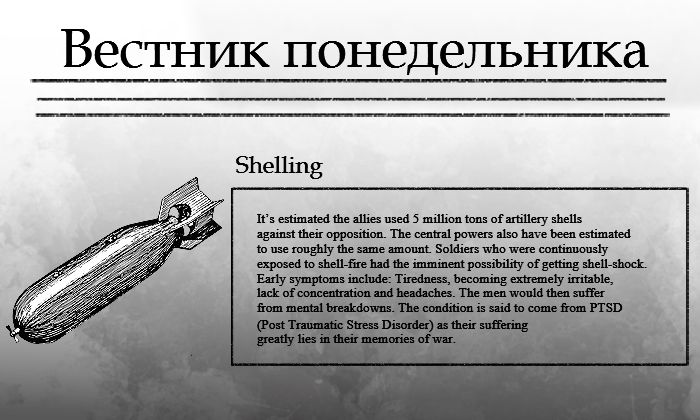 Вестник понедельника
Shelling
It’s estimated the allies used 5 million tons of artillery shells
against their opposition. The central powers also have been estimated
to use roughly the same amount. Soldiers who were continuously
exposed to shell-fire had the imminent possibility of getting shell-shock.
Early symptoms include: Tiredness, becoming extremely irritable,
lack of concentration and headaches. The men would then suffer
from mental breakdowns. The condition is said to come from PTSD
(Post Traumatic Stress Disorder) as their suffering
greatly lies in their memories of war.